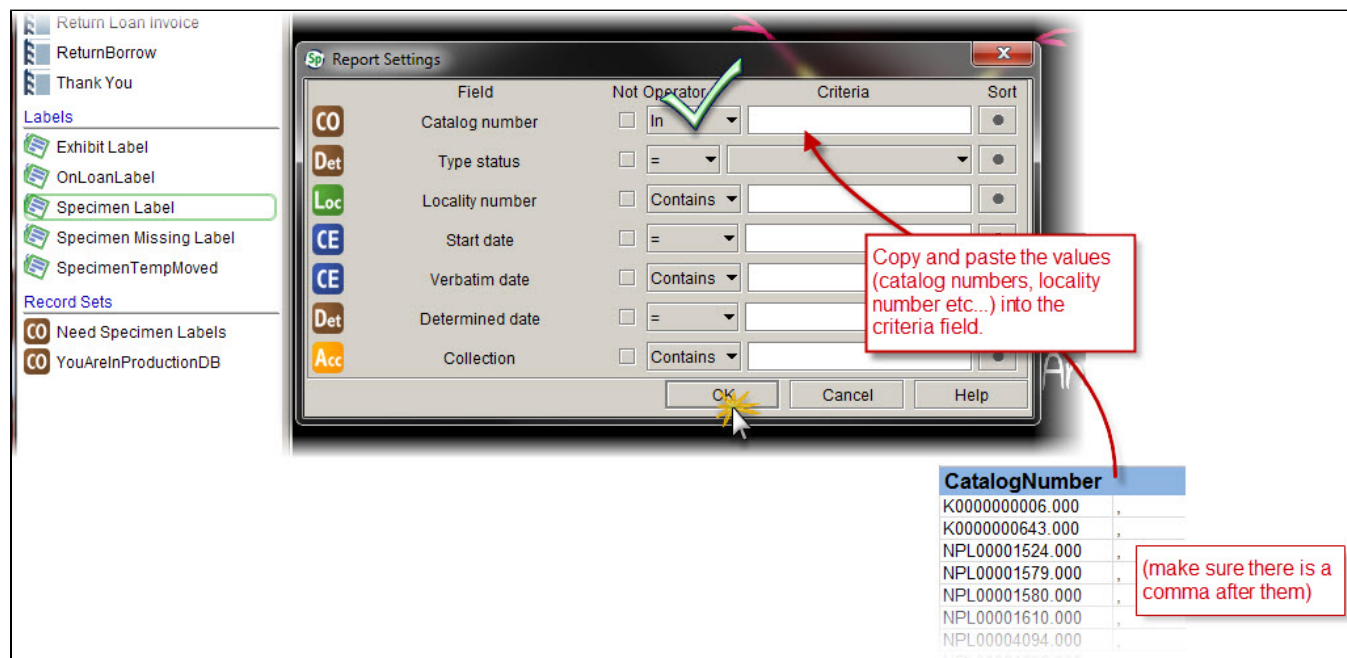 Return Loan Invoice
ReturnBorrow
Thank You
Labels
Exhibit Label
OnLoanLabel
Specimen Label
Specimen Missing Label
SpecimenTempMoved
Record Sets
CO Need Specimen Labels
CO YouAreInProductionDB
Sp Report Settings X
Field Not Operator Criteria Sort
CO Catalog number In
Det Type status =
Loc Locality number Contains
CE Start date =
CE Verbatim date Contains
Det Determined date =
Acc Collection Contains
OK Cancel Help
Copy and paste the values
(catalog numbers, locality
number etc...) into the
criteria field.
CatalogNumber
K0000000006.000 ,
K0000000643.000 ,
NPL00001524.000 ,
NPL00001579.000 ,
NPL00001580.000 ,
NPL00001610.000 ,
NPL00004094.000 ,
(make sure there is a
comma after them)